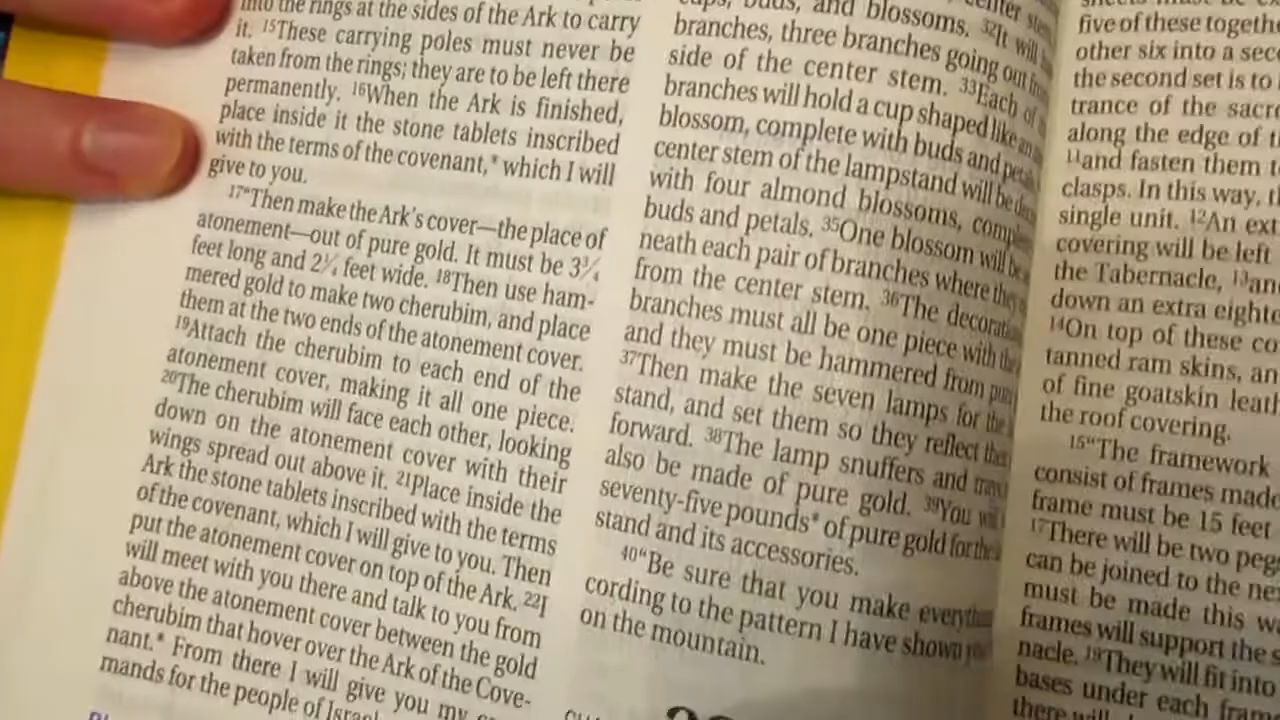 into the rings at the sides of the Ark to carry
it. ¹⁵These carrying poles must never be
taken from the rings; they are to be left there
permanently. ¹⁶When the Ark is finished,
place inside it the stone tablets inscribed
with the terms of the covenant,* which I will
give to you.
¹⁷“Then make the Ark’s cover—the place of
atonement—out of pure gold. It must be 3¾
feet long and 2¼ feet wide. ¹⁸Then use ham-
mered gold to make two cherubim, and place
them at the two ends of the atonement cover.
¹⁹Attach the cherubim to each end of the
atonement cover, making it all one piece.
²⁰The cherubim will face each other, looking
down on the atonement cover with their
wings spread out above it. ²¹Place inside the
Ark the stone tablets inscribed with the terms
of the covenant, which I will give to you. Then
put the atonement cover on top of the Ark. ²²I
will meet with you there and talk to you from
above the atonement cover between the gold
cherubim that hover over the Ark of the Cove-
nant.* From there I will give you my
mands for the people of Israel
cups, buds, and blossoms. ³²It will
branches, three branches going out from
side of the center stem. ³³Each of
branches will hold a cup shaped like an
blossom, complete with buds and petals
center stem of the lampstand will be
with four almond blossoms,
buds and petals. ³⁵One blossom will be
neath each pair of branches where they
from the center stem. ³⁶The
branches must all be one piece with the
and they must be hammered from pure
³⁷Then make the seven lamps for the
stand, and set them so they reflect their
forward. ³⁸The lamp snuffers and
also be made of pure gold. ³⁹You will
seventy-five pounds* of pure gold for the
stand and its accessories.
⁴⁰“Be sure that you make
cording to the pattern I have shown you
on the mountain.
five of these
other six into a
the second set is to
trance of the
along the edge of
¹¹and fasten them
clasps. In this way,
single unit. ¹²An
covering will be left
the Tabernacle,
down an extra
¹⁴On top of these
tanned ram skins,
of fine goatskin
the roof covering.
¹⁵“The framework
consist of frames
frame must be 15 feet
¹⁷There will be two
can be joined to the
must be made this
frames will support the
nacle. ¹⁹They will fit into
bases under each
there will